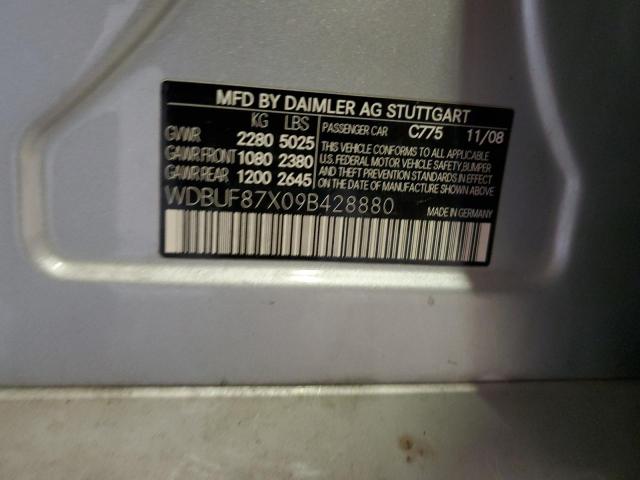 MFD BY DAIMLER AG STUTTGART
KG LBS
GVWR 2280 5025
GAWR FRONT 1080 2380
GAWR REAR 1200 2645
PASSENGER CAR C775 11/08
THIS VEHICLE CONFORMS TO ALL APPLICABLE
U.S. FEDERAL MOTOR VEHICLE SAFETY, BUMPER
AND THEFT PREVENTION STANDARDS IN EFFECT
ON THE DATE OF MANUFACTURE SHOWN ABOVE.
WDBUF87X09B428880
MADE IN GERMANY